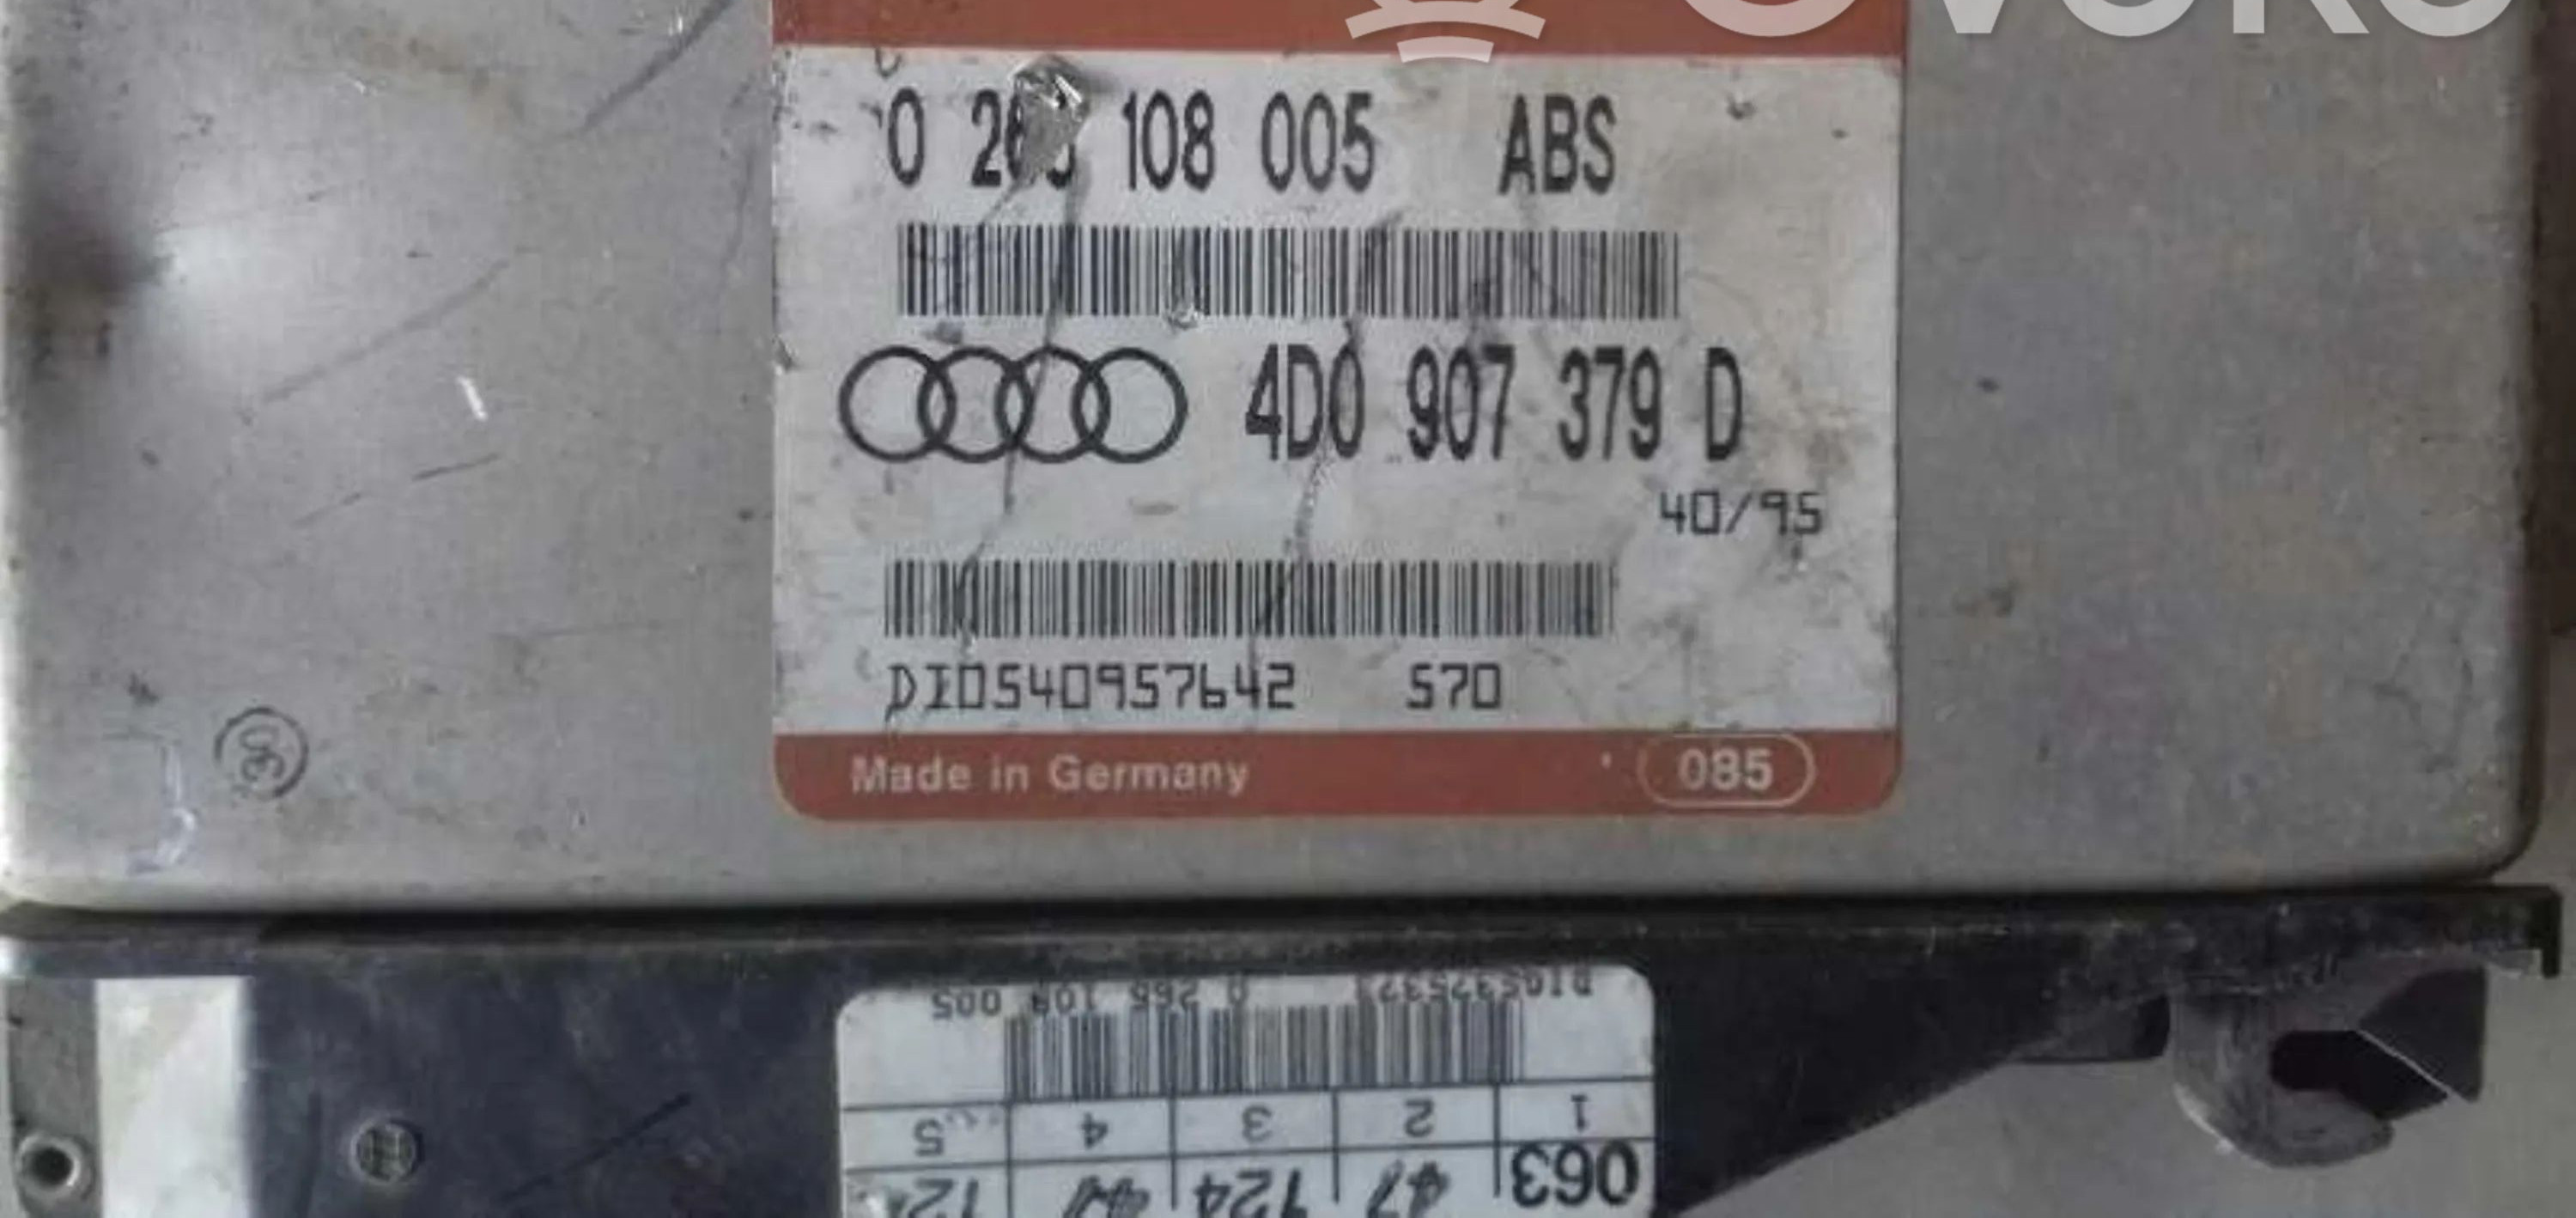 OVOKO
0 265 108 005 ABS
4D0 907 379 D
40/95
DI0540957642 570
Made in Germany 085
0 265 108 005
1 2 3 4 5
063 47 124